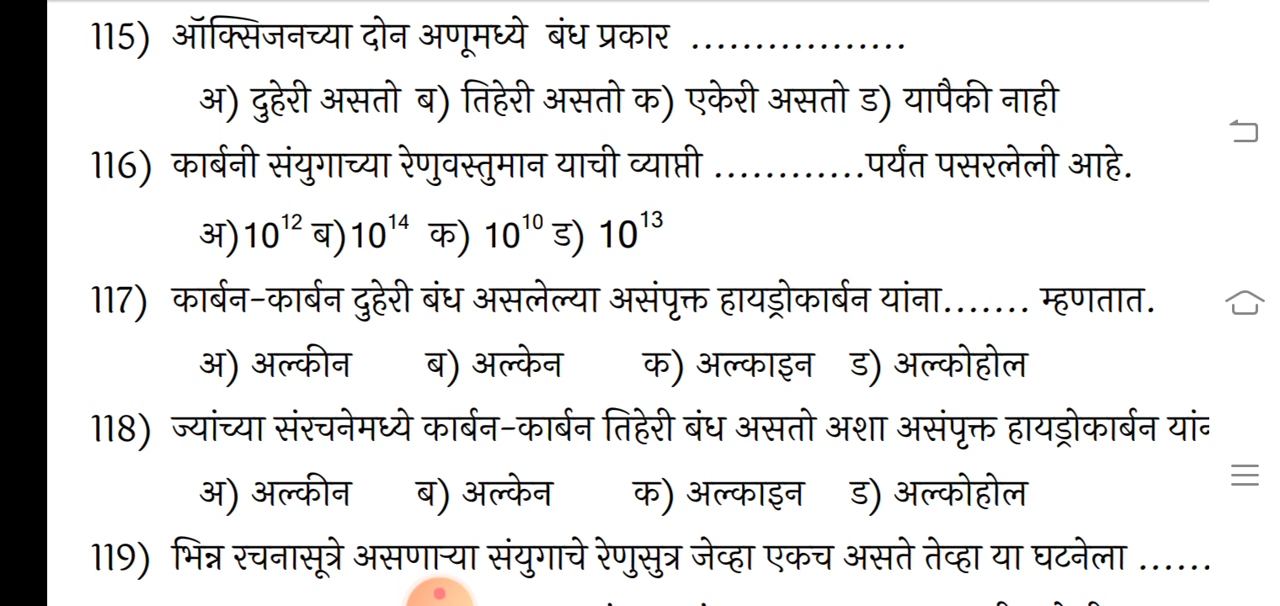 115) ऑक्सिजनच्या दोन अणूमध्ये बंध प्रकार .................
अ) दुहेरी असतो ब) तिहेरी असतो क) एकेरी असतो ड) यापैकी नाही
116) कार्बनी संयुगाच्या रेणुवस्तुमान याची व्याप्ती ............पर्यंत पसरलेली आहे.
अ)10¹² ब)10¹⁴ क) 10¹⁰ ड) 10¹³
117) कार्बन-कार्बन दुहेरी बंध असलेल्या असंपृक्त हायड्रोकार्बन यांना....... म्हणतात.
अ) अल्कीन ब) अल्केन क) अल्काइन ड) अल्कोहोल
118) ज्यांच्या संरचनेमध्ये कार्बन-कार्बन तिहेरी बंध असतो अशा असंपृक्त हायड्रोकार्बन
अ) अल्कीन ब) अल्केन क) अल्काइन ड) अल्कोहोल
119) भिन्न रचनासूत्रे असणाऱ्या संयुगाचे रेणुसुत्र जेव्हा एकच असते तेव्हा या घटनेला ......